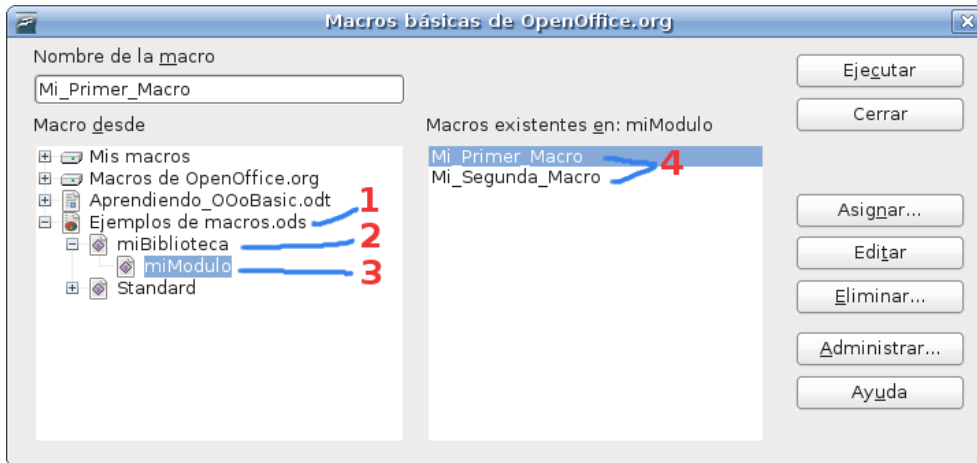 Macros básicas de OpenOffice.org
Nombre de la macro
Mi_Primer_Macro
Macro desde
Mis macros
Macros de OpenOffice.org
Aprendiendo_OOoBasic.odt
1
Ejemplos de macros.ods
miBiblioteca
2
miModulo
3
Standard
Macros existentes en: miModulo
Mi_Primer_Macro
4
Mi_Segunda_Macro
Ejecutar
Cerrar
Asignar...
Editar
Eliminar...
Administrar...
Ayuda